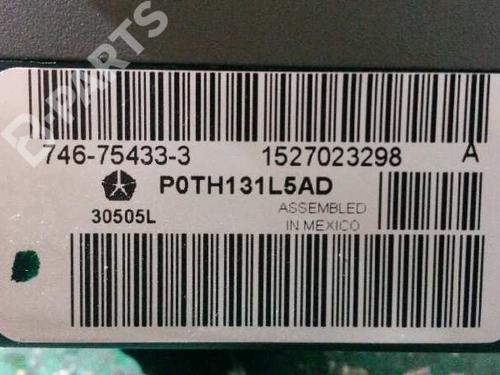 B-PARTS
746-75433-3 1527023298 A
P0TH131L5AD
30505L
ASSEMBLED
IN MEXICO